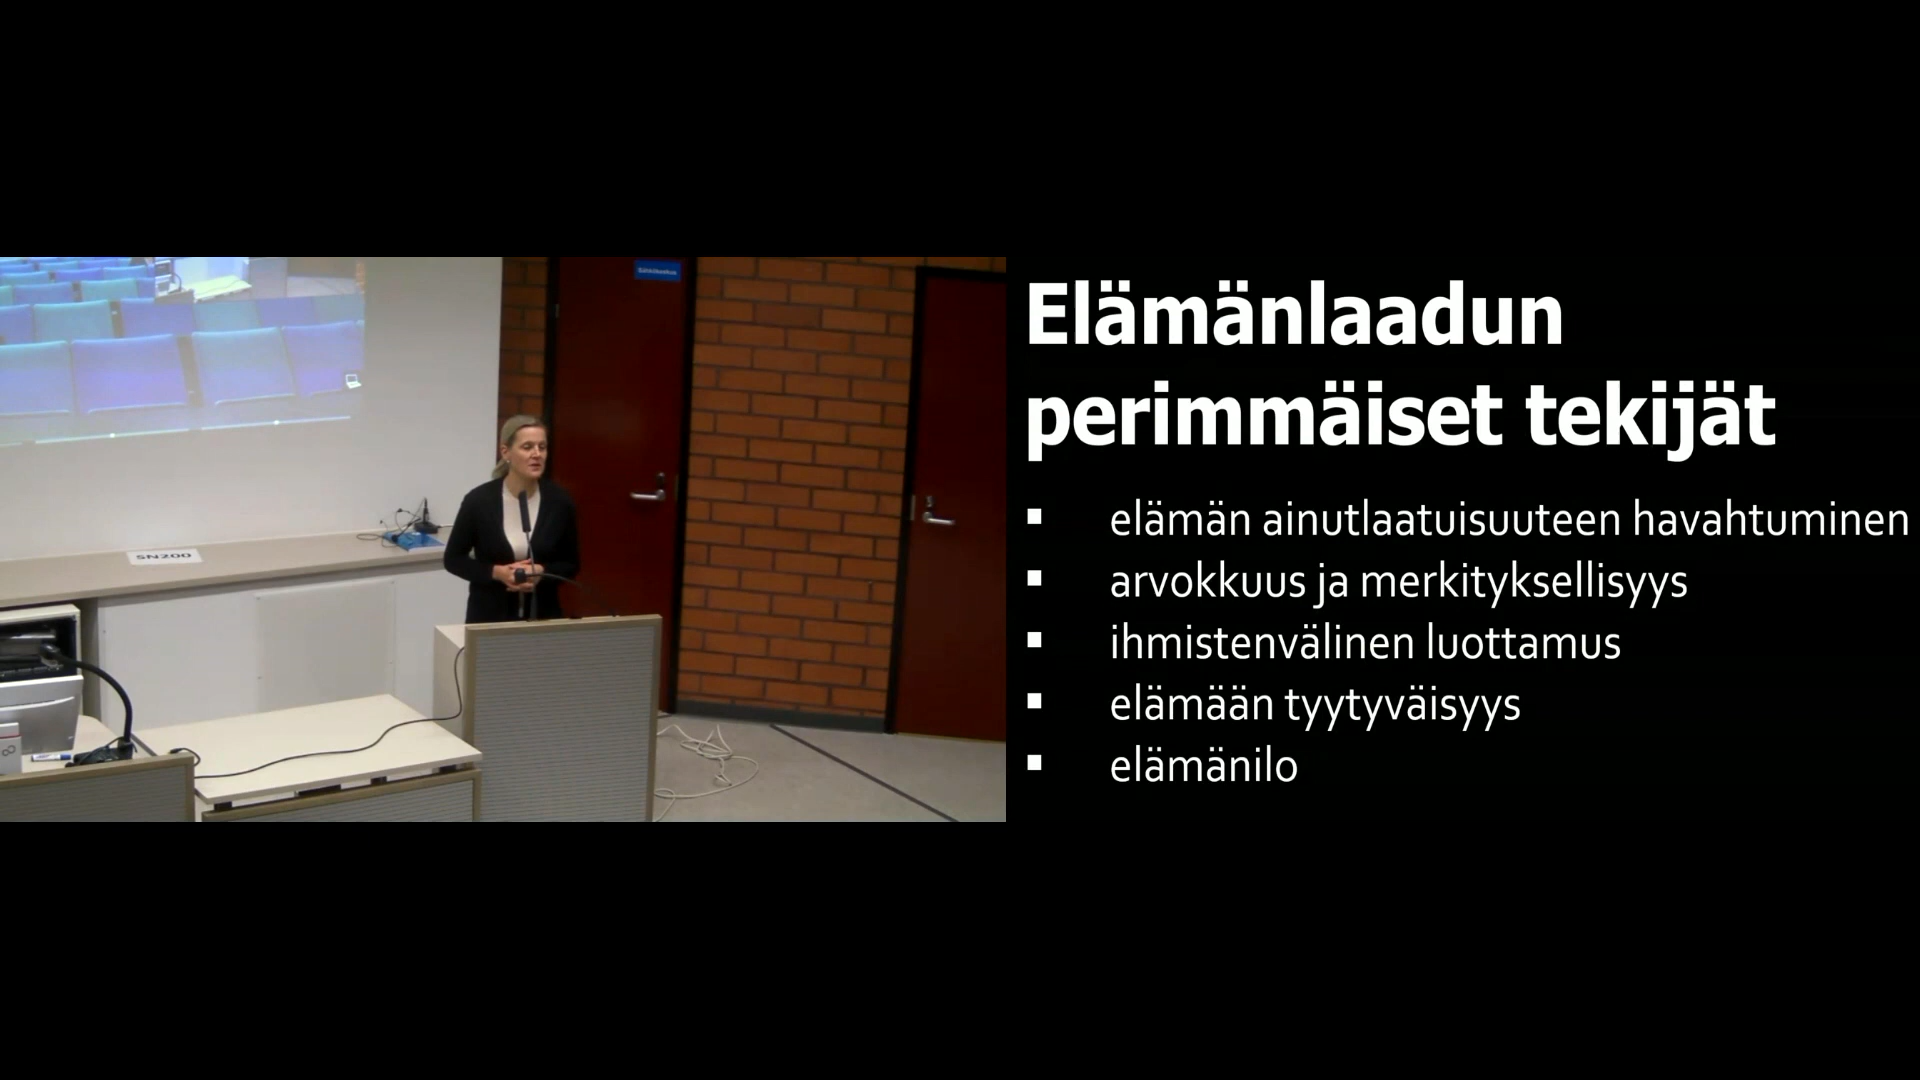 SN200
Elämänlaadun
perimmäiset tekijät
▪ elämän ainutlaatuisuuteen havahtuminen
▪ arvokkuus ja merkityksellisyys
▪ ihmistenvälinen luottamus
▪ elämään tyytyväisyys
▪ elämänilo